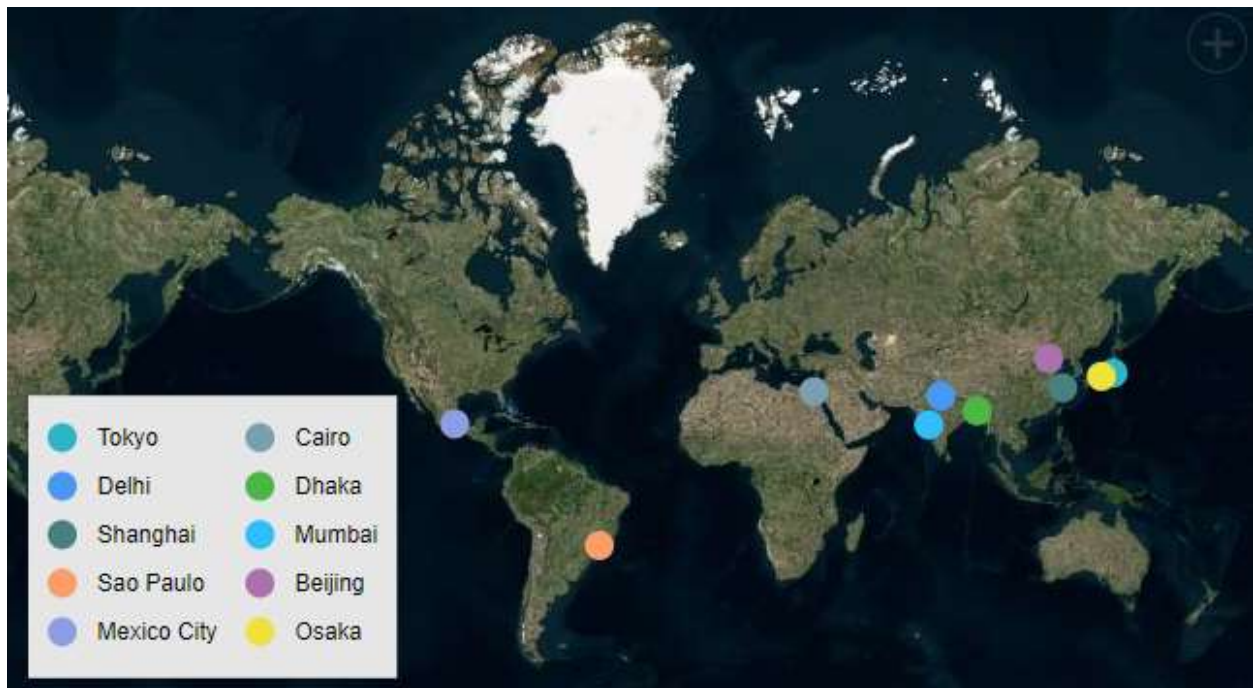 Tokyo
Delhi
Shanghai
Sao Paulo
Mexico City
Cairo
Dhaka
Mumbai
Beijing
Osaka